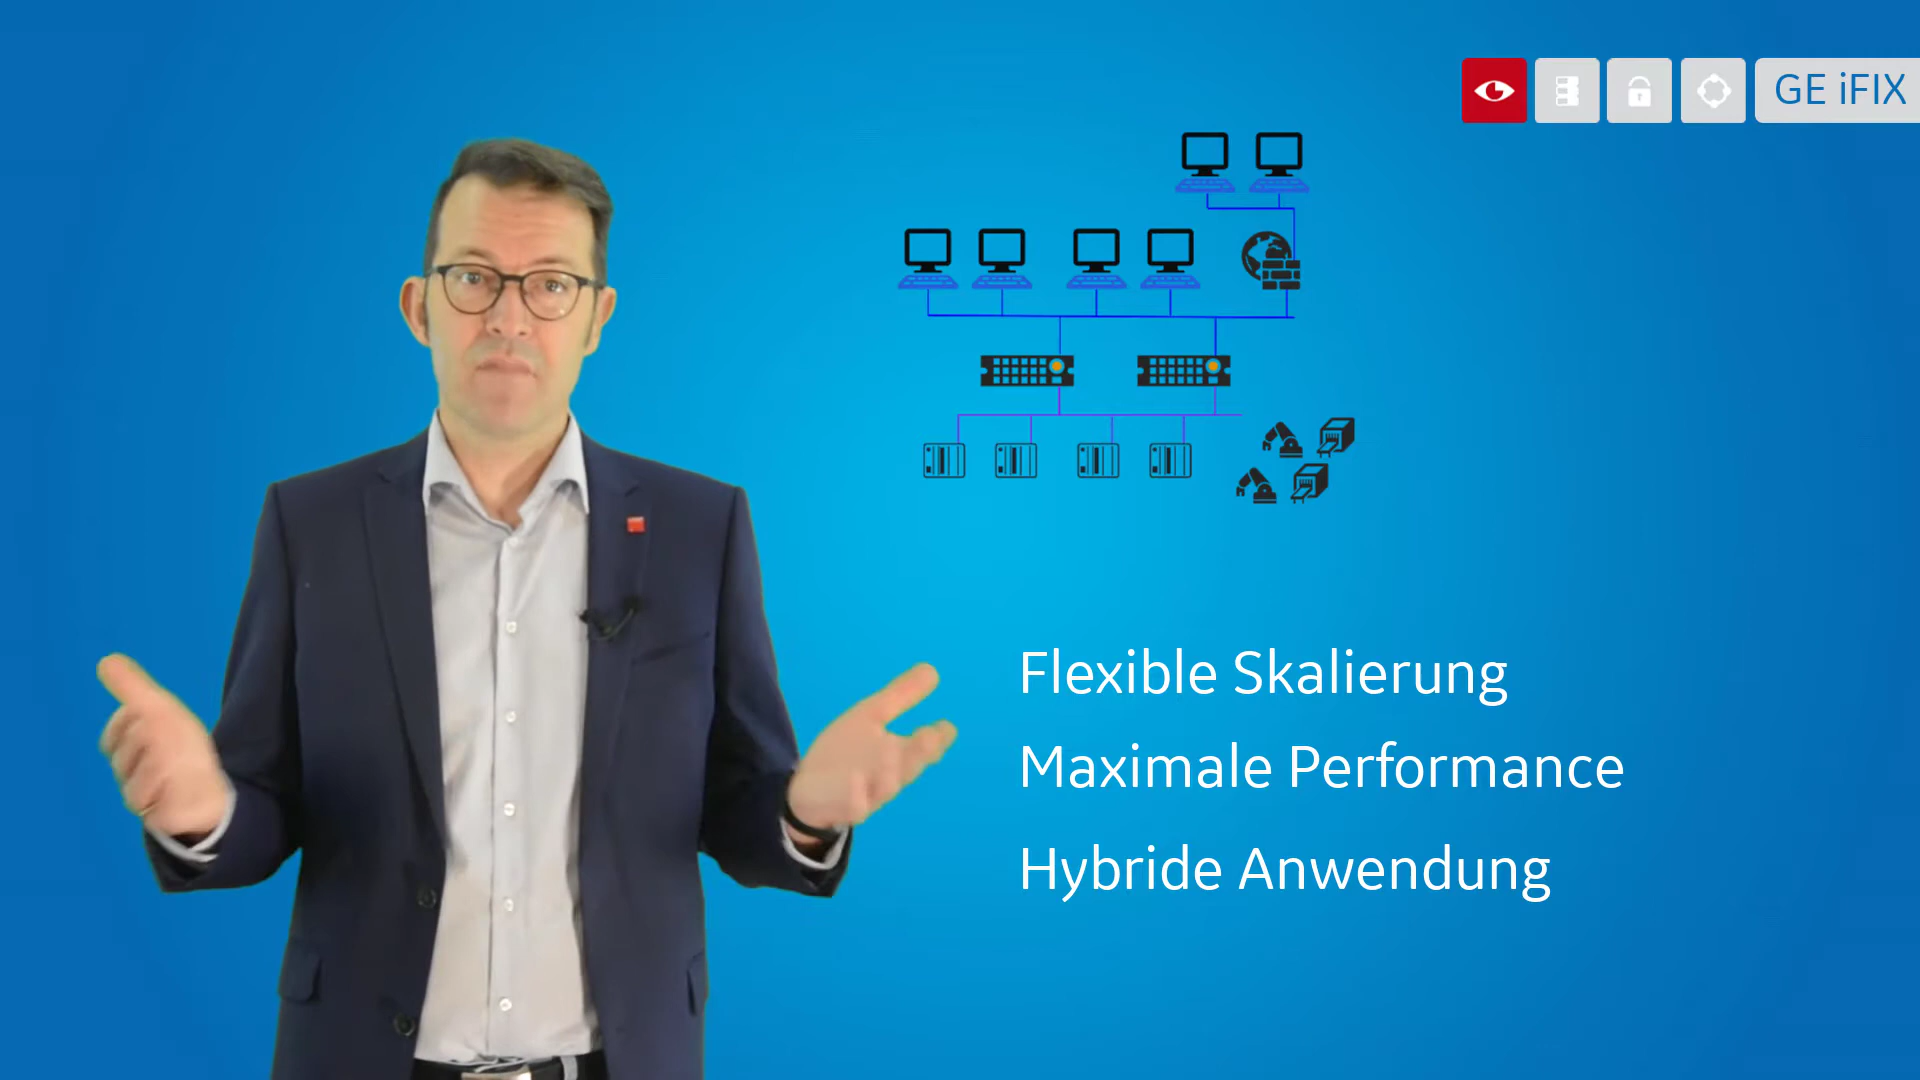 GE iFIX
Flexible Skalierung
Maximale Performance
Hybride Anwendung